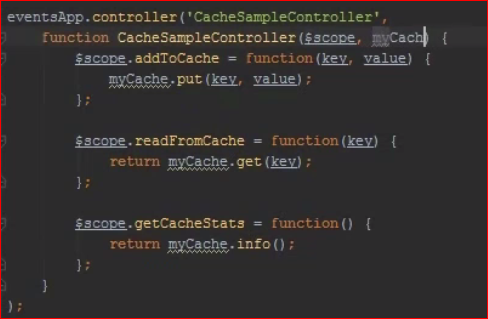 eventsApp.controller('CacheSampleController',
function CacheSampleController($scope, myCach) {
$scope.addToCache = function(key, value) {
myCache.put(key, value);
};
$scope.readFromCache = function(key) {
return myCache.get(key);
};
$scope.getCacheStats = function() {
return myCache.info();
};
}
);